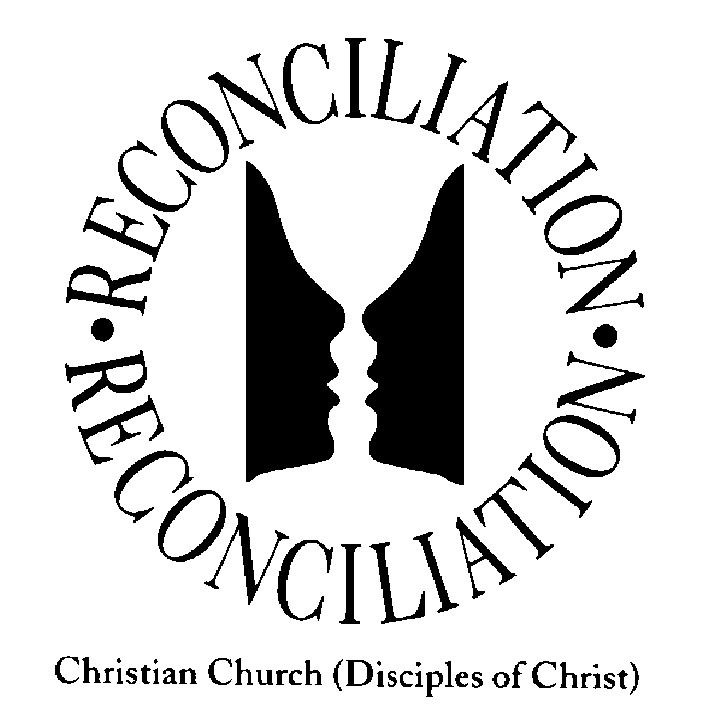 RECONCILIATION
RECONCILIATION
Christian Church (Disciples of Christ)